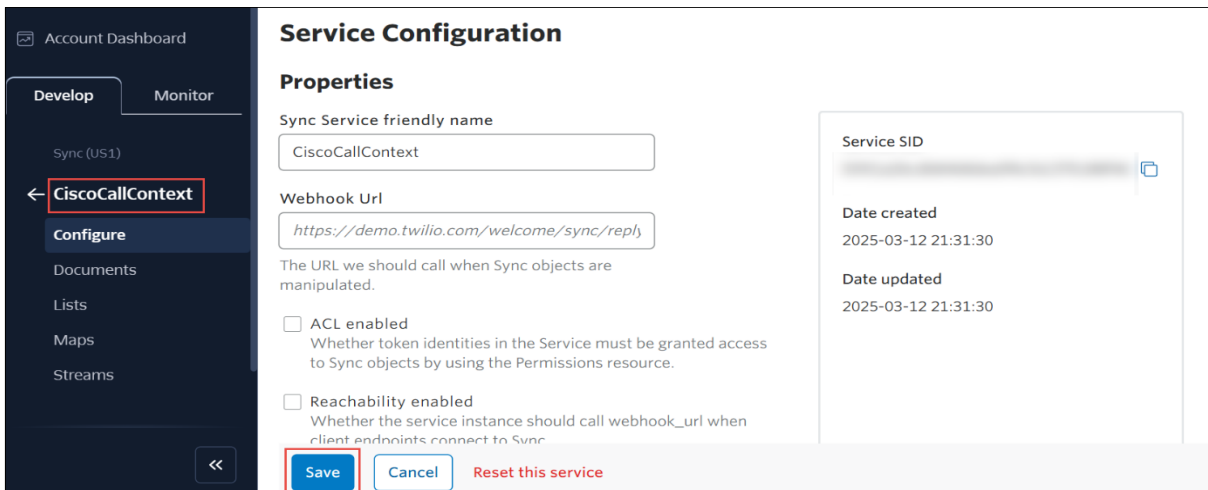 Account Dashboard
Develop
Monitor
Sync (US1)
CiscoCallContext
Configure
Documents
Lists
Maps
Streams
Service Configuration
Properties
Sync Service friendly name
CiscoCallContext
Webhook Url
https://demo.twilio.com/welcome/sync/reply
The URL we should call when Sync objects are
manipulated.
ACL enabled
Whether token identities in the Service must be granted access
to Sync objects by using the Permissions resource.
Reachability enabled
Whether the service instance should call webhook_url when
client endpoints connect to Sync.
Save
Cancel
Reset this service
Service SID
Date created
2025-03-12 21:31:30
Date updated
2025-03-12 21:31:30